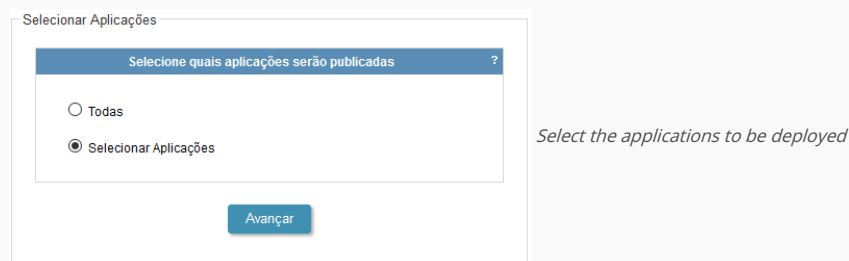 Selecionar Aplicações
Selecione quais aplicações serão publicadas ?
Todas
Selecionar Aplicações
Select the applications to be deployed
Avançar